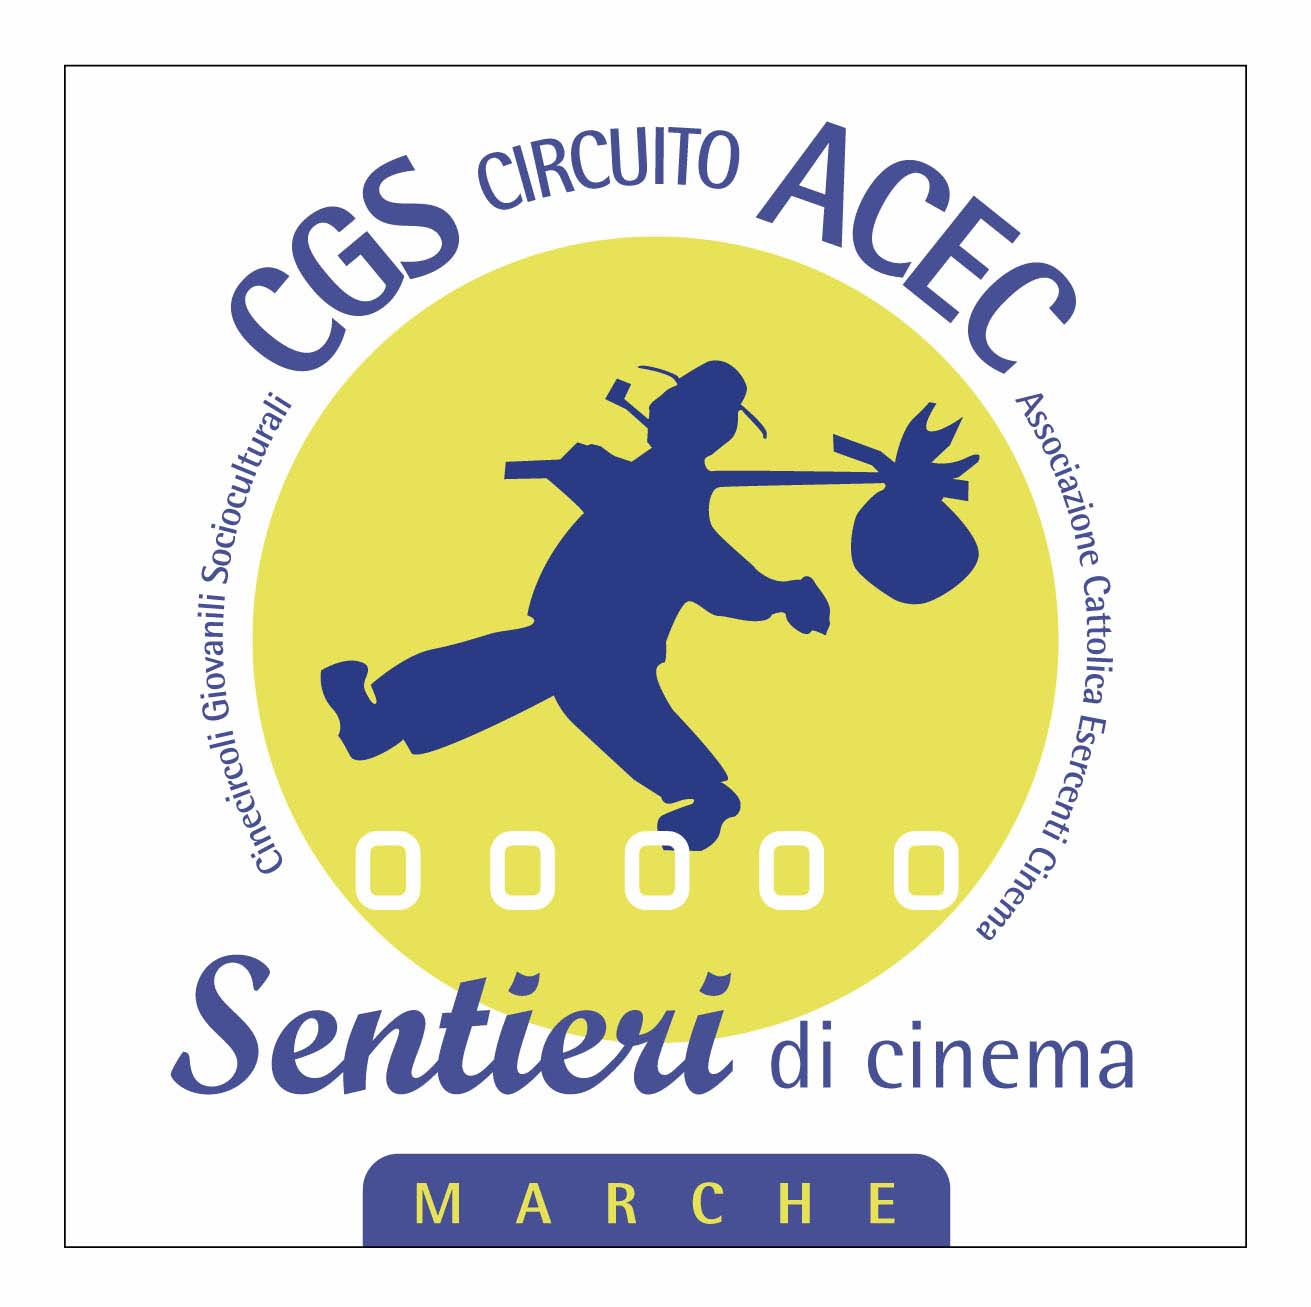 CGS CIRCUITO ACEC
Cinecircoli Giovanili Socioculturali
Associazione Cattolica Esercenti Cinema
Sentieri di cinema
MARCHE